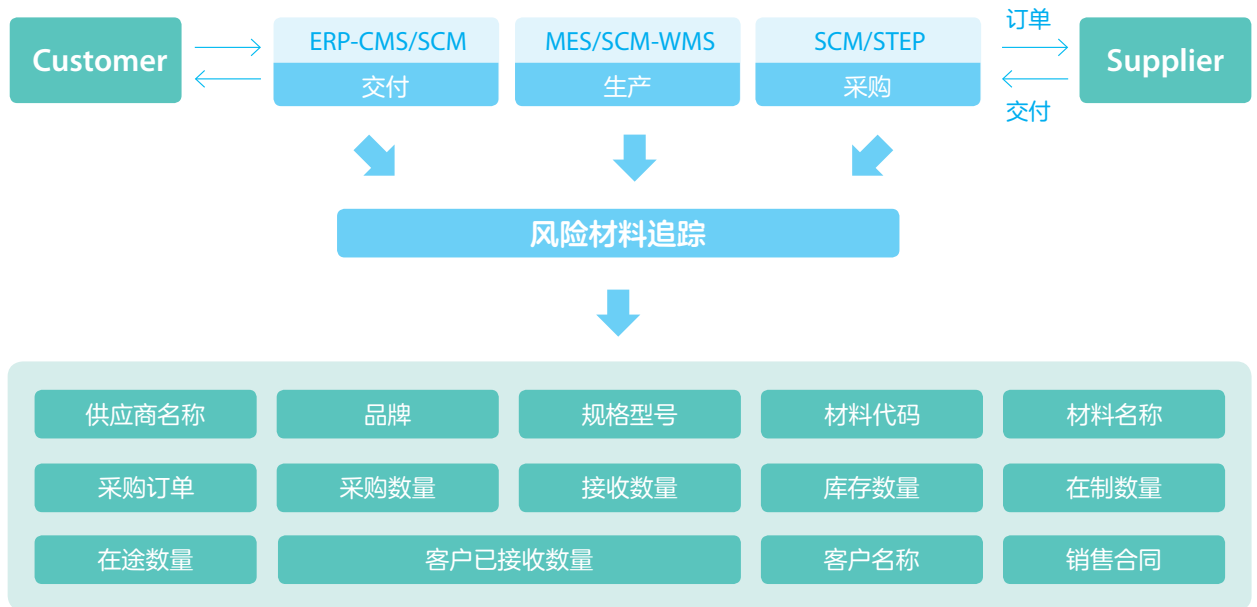 Customer
ERP-CMS/SCM
交付
MES/SCM-WMS
生产
SCM/STEP
采购
订单
交付
Supplier
风险材料追踪
供应商名称
品牌
规格型号
材料代码
材料名称
采购订单
采购数量
接收数量
库存数量
在制数量
在途数量
客户已接收数量
客户名称
销售合同